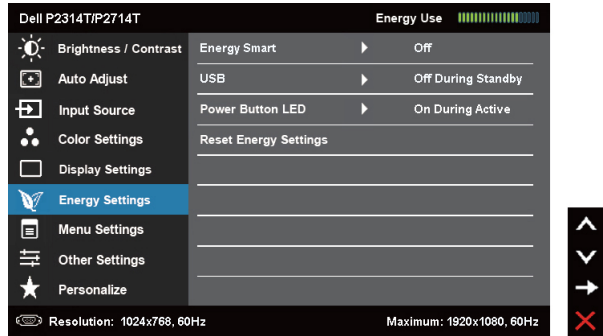 Dell P2314T/P2714T Energy Use
Brightness / Contrast Energy Smart Off
Auto Adjust USB Off During Standby
Input Source Power Button LED On During Active
Color Settings Reset Energy Settings
Display Settings
Energy Settings
Menu Settings
Other Settings
Personalize
Resolution: 1024x768, 60Hz Maximum: 1920x1080, 60Hz